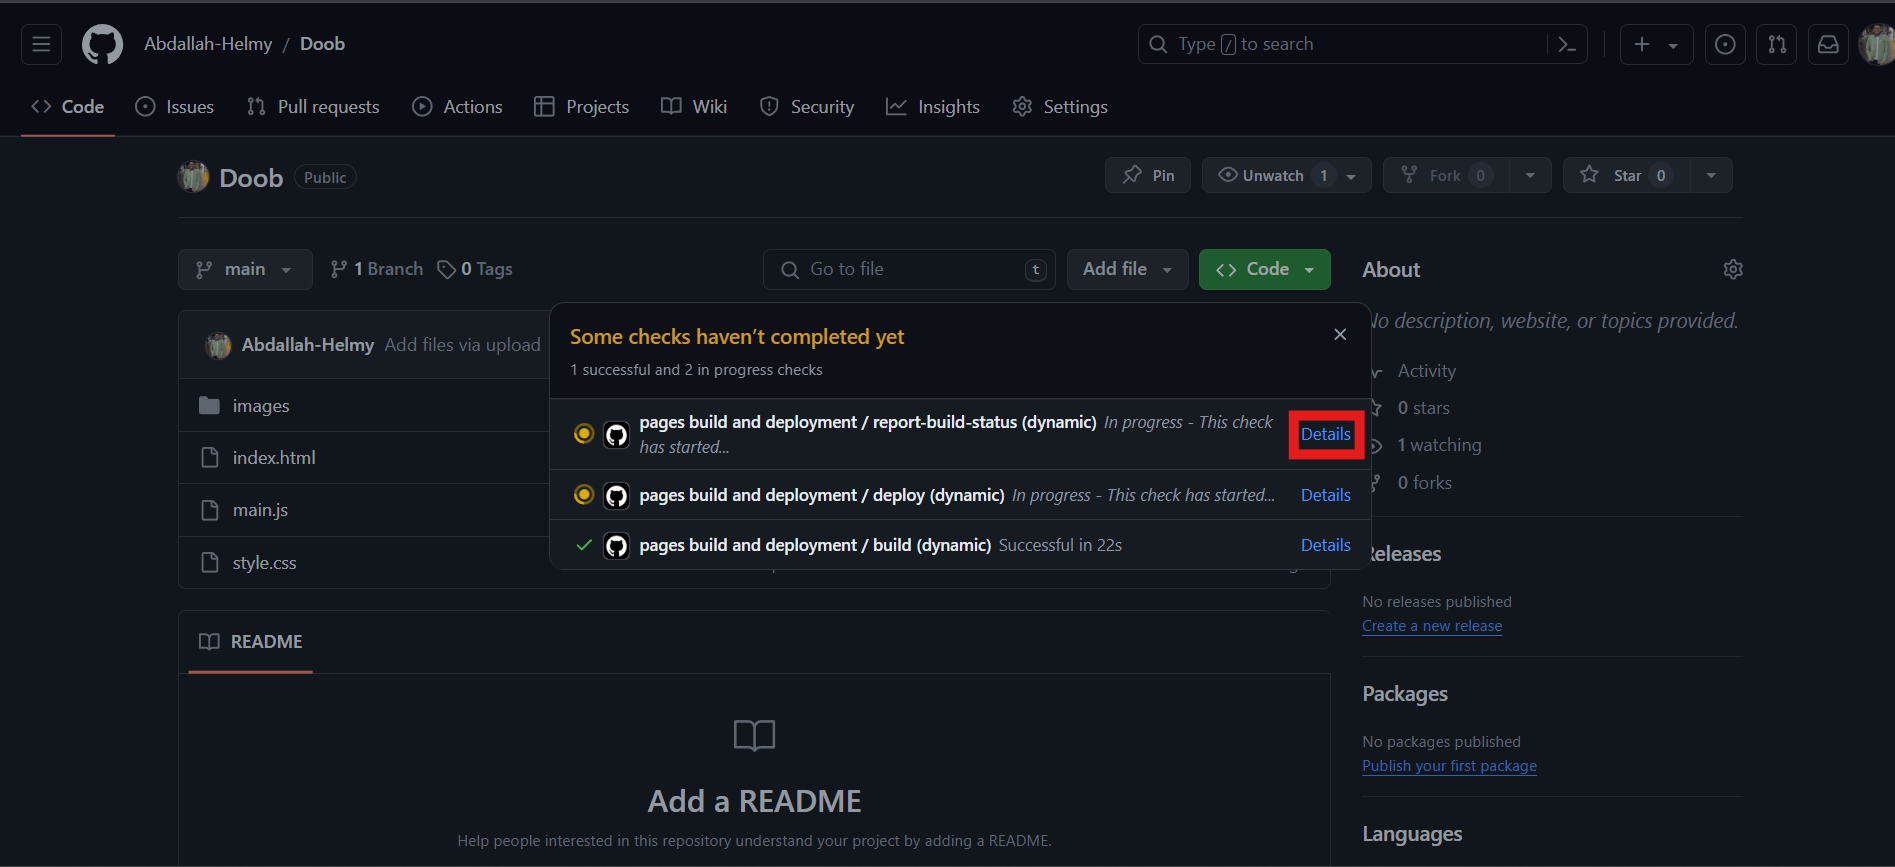 Abdallah-Helmy / Doob
Type / to search
Code Issues Pull requests Actions Projects Wiki Security Insights Settings
Doob Public
Pin Unwatch 1 Fork 0 Star 0
main 1 Branch 0 Tags Go to file t Add file Code
About
Some checks haven't completed yet
1 successful and 2 in progress checks
pages build and deployment / report-build-status (dynamic) In progress - This check
has started...
Details
pages build and deployment / deploy (dynamic) In progress - This check has started...
Details
pages build and deployment / build (dynamic) Successful in 22s
Details
Abdallah-Helmy Add files via upload
images
index.html
main.js
style.css
README
Add a README
Help people interested in this repository understand your project by adding a README.
No description, website, or topics provided.
Activity
0 stars
1 watching
0 forks
Releases
No releases published
Create a new release
Packages
No packages published
Publish your first package
Languages